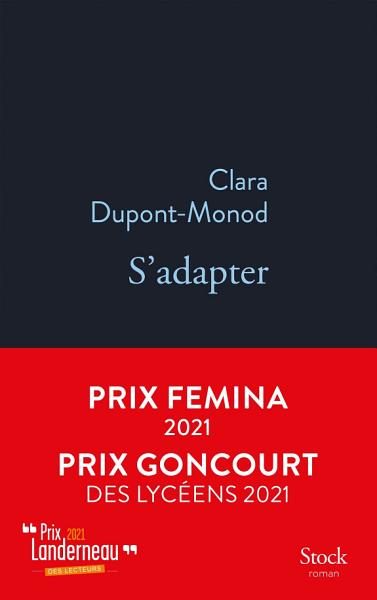 Clara
Dupont-Monod
S’adapter
PRIX FEMINA
2021
PRIX GONCOURT
DES LYCÉENS 2021
“ Prix 2021
Landerneau ”
DES LECTEURS
Stock
roman